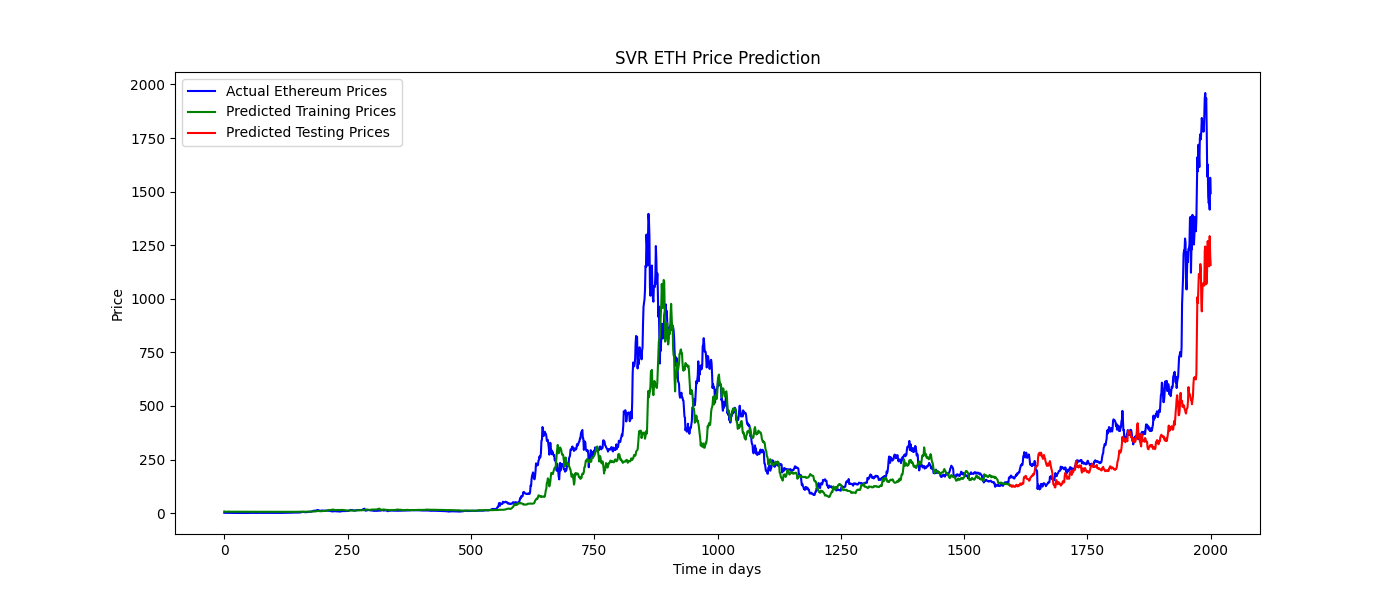 SVR ETH Price Prediction
Actual Ethereum Prices
Predicted Training Prices
Predicted Testing Prices
2000
1750
1500
1250
1000
750
500
250
0
Price
0 250 500 750 1000 1250 1500 1750 2000
Time in days